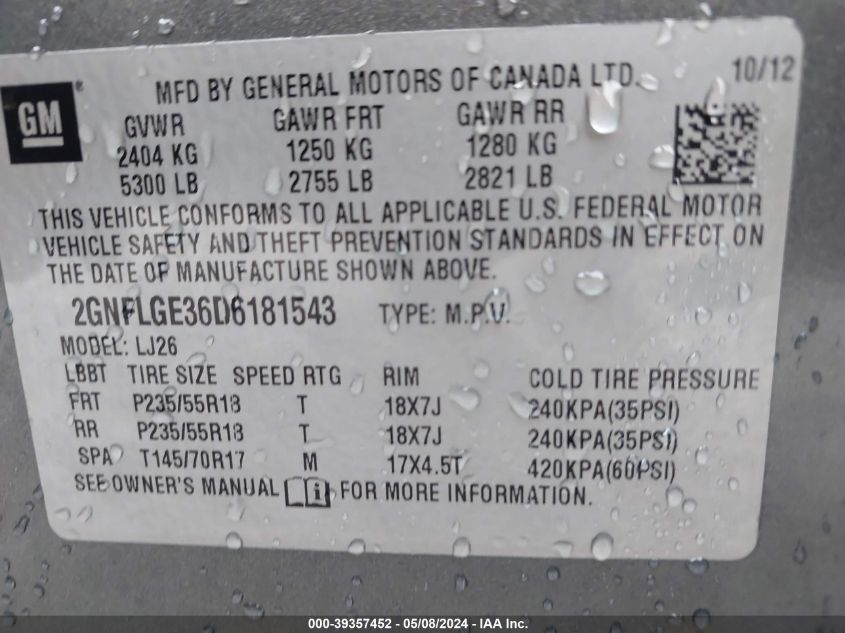 MFD BY GENERAL MOTORS OF CANADA LTD. 10/12
GM
GVWR GAWR FRT GAWR RR
2404 KG 1250 KG 1280 KG
5300 LB 2755 LB 2821 LB
THIS VEHICLE CONFORMS TO ALL APPLICABLE U.S. FEDERAL MOTOR
VEHICLE SAFETY AND THEFT PREVENTION STANDARDS IN EFFECT ON
THE DATE OF MANUFACTURE SHOWN ABOVE.
2GNFLGE36D6181543 TYPE: M.P.V.
MODEL: LJ26
LBBT TIRE SIZE SPEED RTG RIM COLD TIRE PRESSURE
FRT P235/55R18 T 18X7J 240KPA(35PSI)
RR P235/55R18 T 18X7J 240KPA(35PSI)
SPA T145/70R17 M 17X4.5T 420KPA(60PSI)
SEE OWNER'S MANUAL FOR MORE INFORMATION.
000-39357452 - 05/08/2024 - IAA Inc.